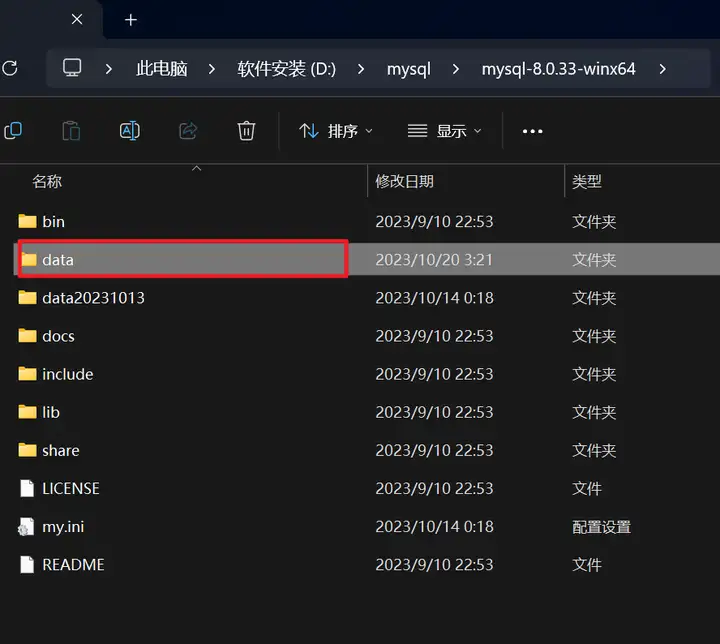 此电脑 软件安装 (D:) mysql mysql-8.0.33-winx64
排序 显示
名称 修改日期 类型
bin 2023/9/10 22:53 文件夹
data 2023/10/20 3:21 文件夹
data20231013 2023/10/14 0:18 文件夹
docs 2023/9/10 22:53 文件夹
include 2023/9/10 22:53 文件夹
lib 2023/9/10 22:53 文件夹
share 2023/9/10 22:53 文件夹
LICENSE 2023/9/10 22:53 文件
my.ini 2023/10/14 0:18 配置设置
README 2023/9/10 22:53 文件